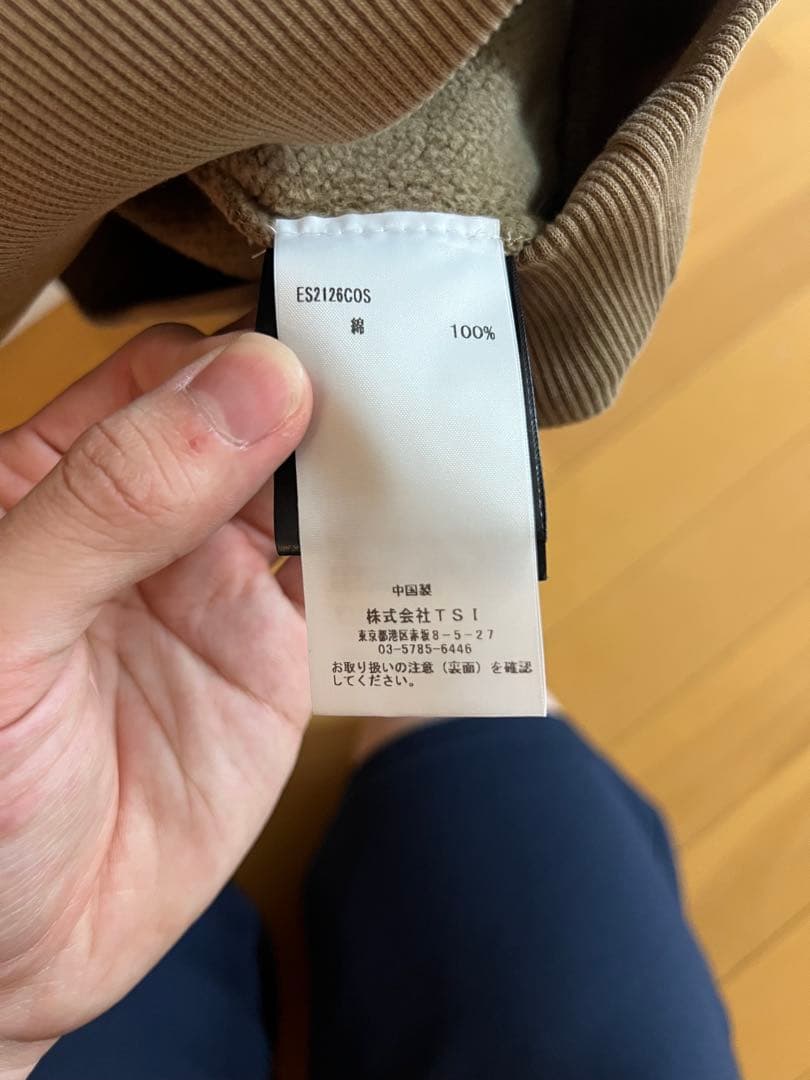 ES2126COS
綿 100%
中国製
株式会社TSI
東京都港区赤坂8-5-27
03-5785-6446
お取り扱いの注意(裏面)を確認
してください。